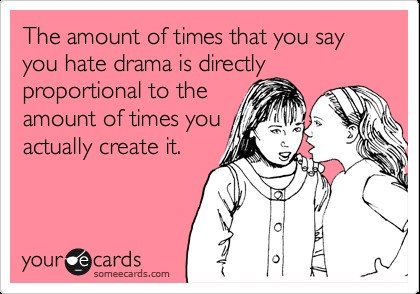 The amount of times that you say
you hate drama is directly
proportional to the
amount of times you
actually create it.
your e cards
someecards.com